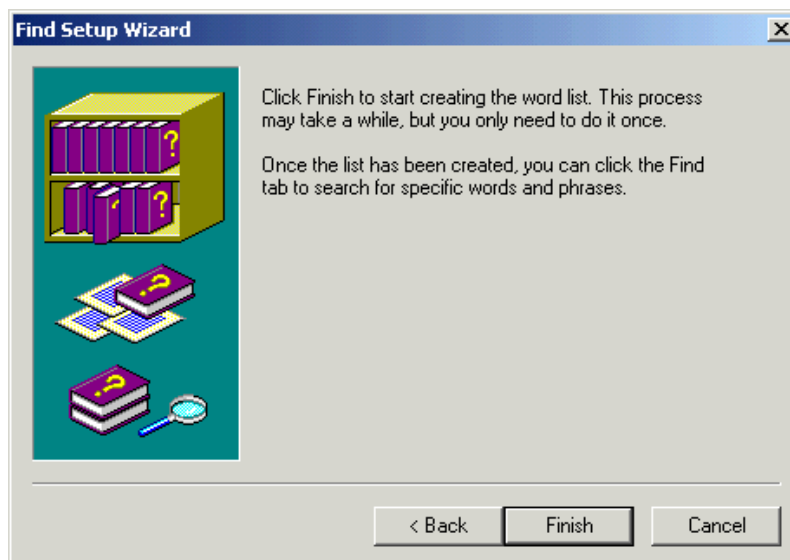 Find Setup Wizard
Click Finish to start creating the word list. This process
may take a while, but you only need to do it once.
Once the list has been created, you can click the Find
tab to search for specific words and phrases.
?
?
?
?
?
?
< Back Finish Cancel